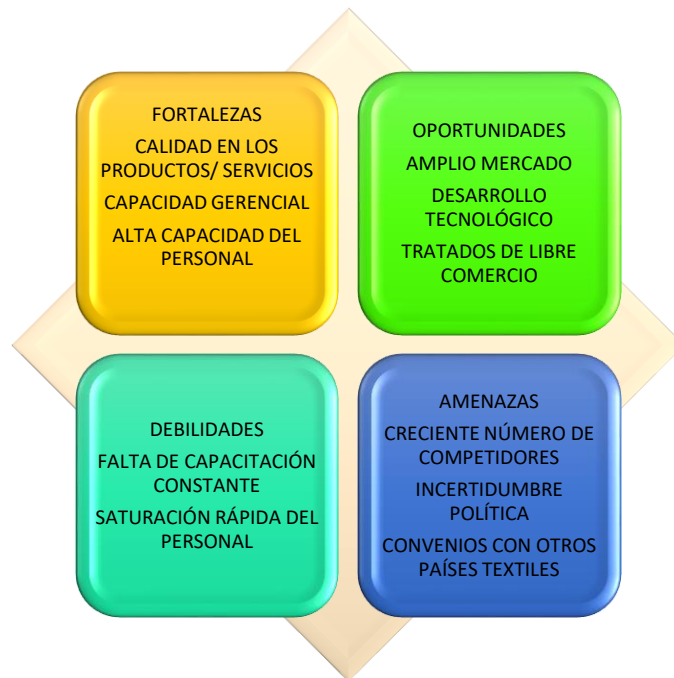 FORTALEZAS
CALIDAD EN LOS
PRODUCTOS/ SERVICIOS
CAPACIDAD GERENCIAL
ALTA CAPACIDAD DEL
PERSONAL
OPORTUNIDADES
AMPLIO MERCADO
DESARROLLO
TECNOLÓGICO
TRATADOS DE LIBRE
COMERCIO
DEBILIDADES
FALTA DE CAPACITACIÓN
CONSTANTE
SATURACIÓN RÁPIDA DEL
PERSONAL
AMENAZAS
CRECIENTE NÚMERO DE
COMPETIDORES
INCERTIDUMBRE
POLÍTICA
CONVENIOS CON OTROS
PAÍSES TEXTILES